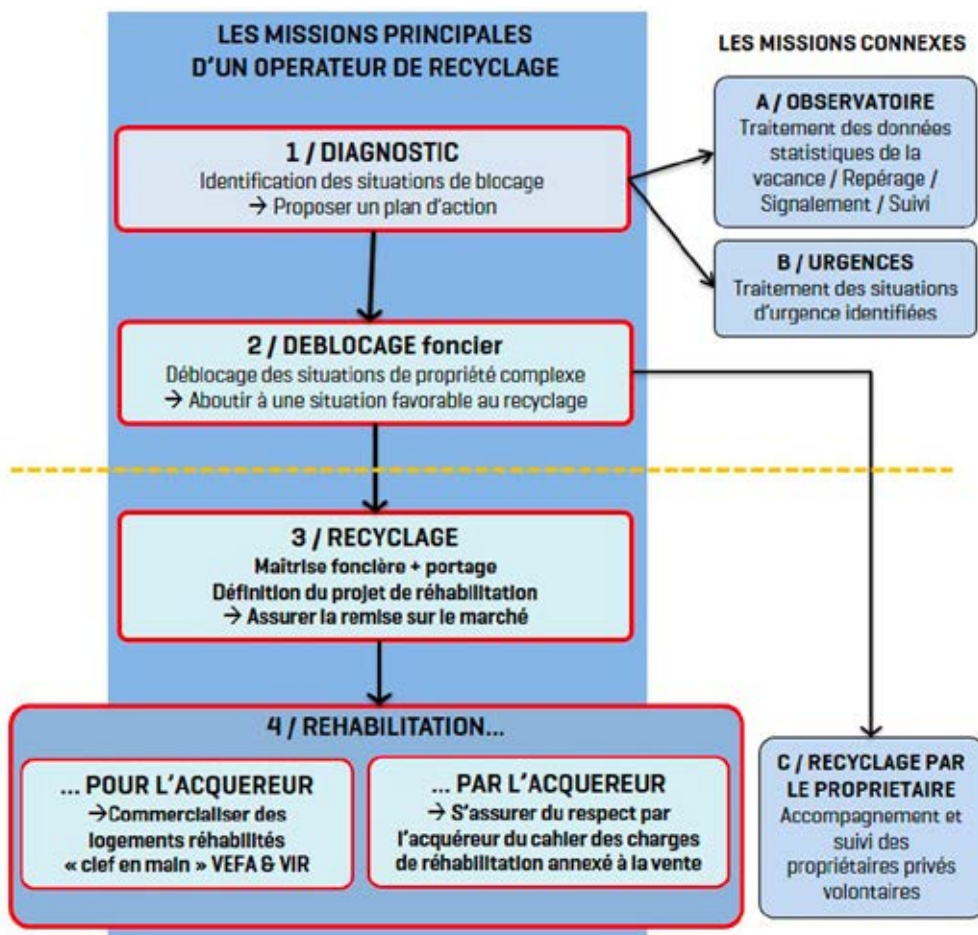 LES MISSIONS PRINCIPALES
D'UN OPERATEUR DE RECYCLAGE
1 / DIAGNOSTIC
Identification des situations de blocage
→ Proposer un plan d'action
2 / DEBLOCAGE foncier
Déblocage des situations de propriété complexe
→ Aboutir à une situation favorable au recyclage
3 / RECYCLAGE
Maîtrise foncière + portage
Définition du projet de réhabilitation
→ Assurer la remise sur le marché
4 / REHABILITATION...
... POUR L'ACQUEREUR
→Commercialiser des
logements réhabilités
« clef en main » VEFA & VIR
... PAR L'ACQUEREUR
→ S'assurer du respect par
l'acquéreur du cahier des charges
de réhabilitation annexé à la vente
LES MISSIONS CONNEXES
A / OBSERVATOIRE
Traitement des données
statistiques de la
vacance / Repérage /
Signalement / Suivi
B / URGENCES
Traitement des situations
d'urgence identifiées
C / RECYCLAGE PAR
LE PROPRIETAIRE
Accompagnement et
suivi des
propriétaires privés
volontaires